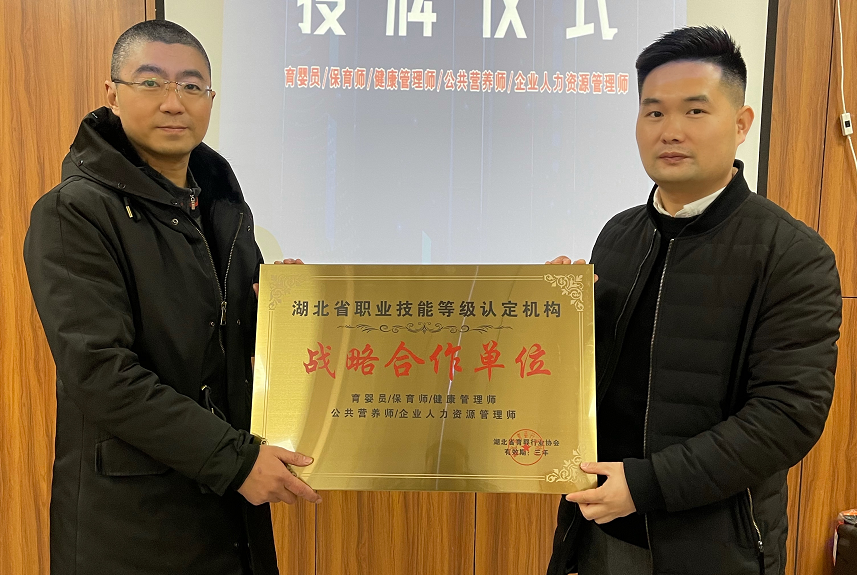 授牌仪式
育婴员/保育师/健康管理师/公共营养师/企业人力资源管理师
湖北省职业技能等级认定机构
战略合作单位
育婴员/保育师/健康管理师
公共营养师/企业人力资源管理师
湖北省育婴行业协会
有效期：三年